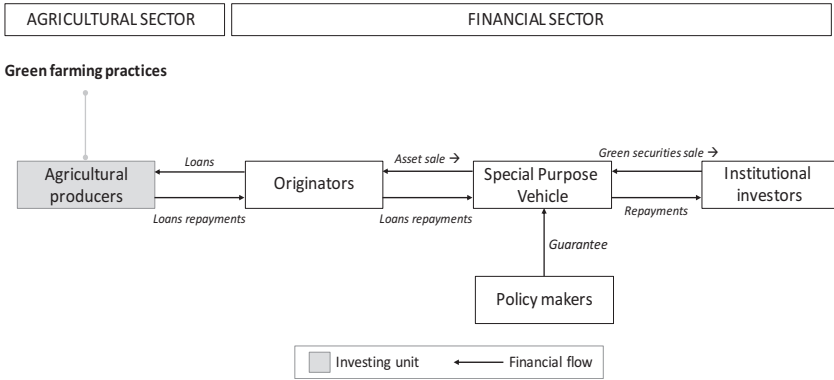 AGRICULTURAL SECTOR
FINANCIAL SECTOR
Green farming practices
Agricultural
producers
Loans
Loans repayments
Originators
Asset sale →
Loans repayments
Special Purpose
Vehicle
Green securities sale →
Repayments
Institutional
investors
Guarantee
Policy makers
Investing unit
Financial flow